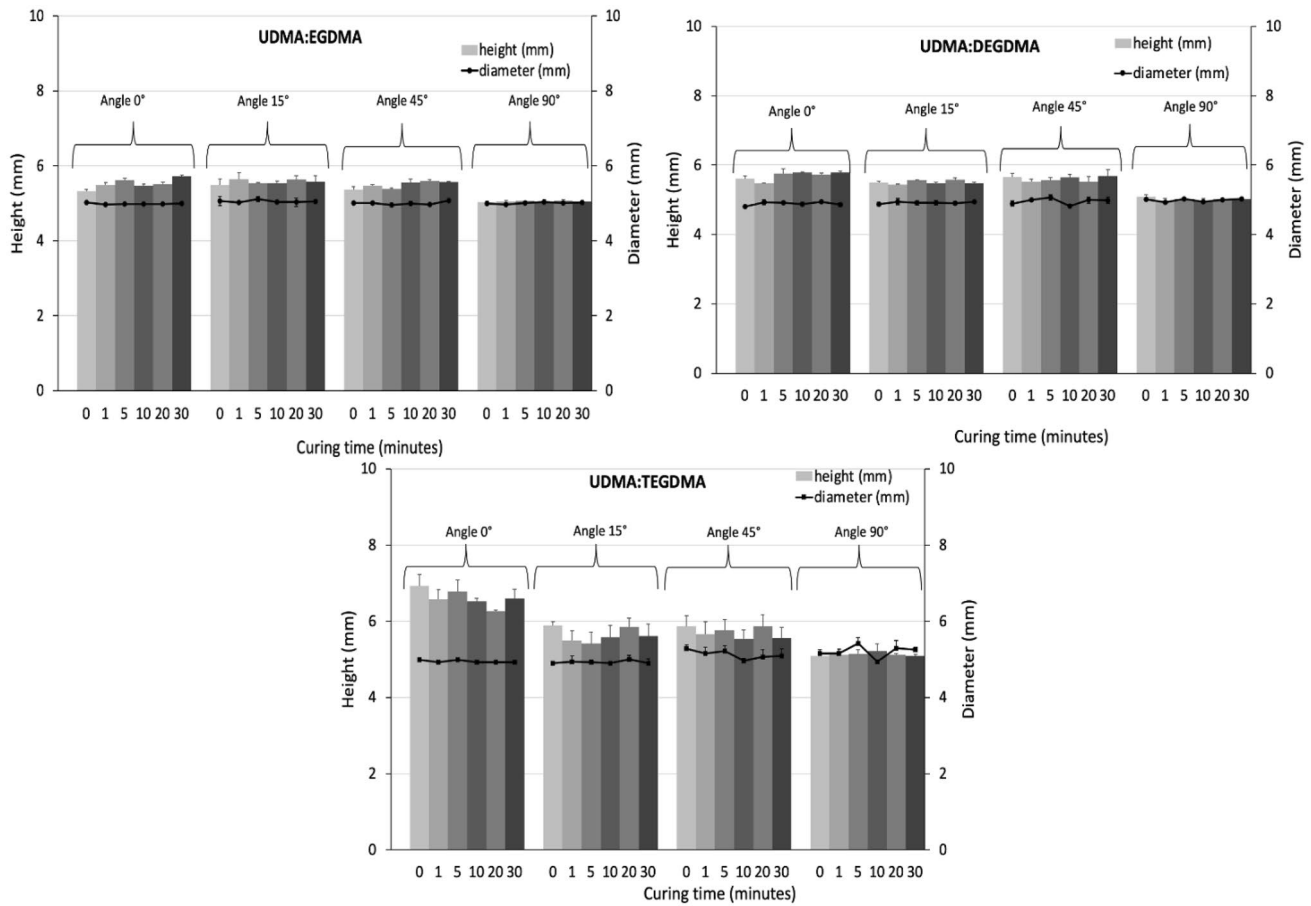 UDMA:EGDMA
height (mm)
diameter (mm)
Angle 0° Angle 15° Angle 45° Angle 90°
10
8
6
4
2
0
Height (mm)
10
8
6
4
2
0
Diameter (mm)
0 1 5 10 20 30 0 1 5 10 20 30 0 1 5 10 20 30 0 1 5 10 20 30
Curing time (minutes)
UDMA:DEGDMA
height (mm)
diameter (mm)
Angle 0° Angle 15° Angle 45° Angle 90°
10
8
6
4
2
0
Height (mm)
10
8
6
4
2
0
Diameter (mm)
0 1 5 10 20 30 0 1 5 10 20 30 0 1 5 10 20 30 0 1 5 10 20 30
Curing time (minutes)
UDMA:TEGDMA
height (mm)
diameter (mm)
Angle 0° Angle 15° Angle 45° Angle 90°
10
8
6
4
2
0
Height (mm)
10
8
6
4
2
0
Diameter (mm)
0 1 5 10 20 30 0 1 5 10 20 30 0 1 5 10 20 30 0 1 5 10 20 30
Curing time (minutes)